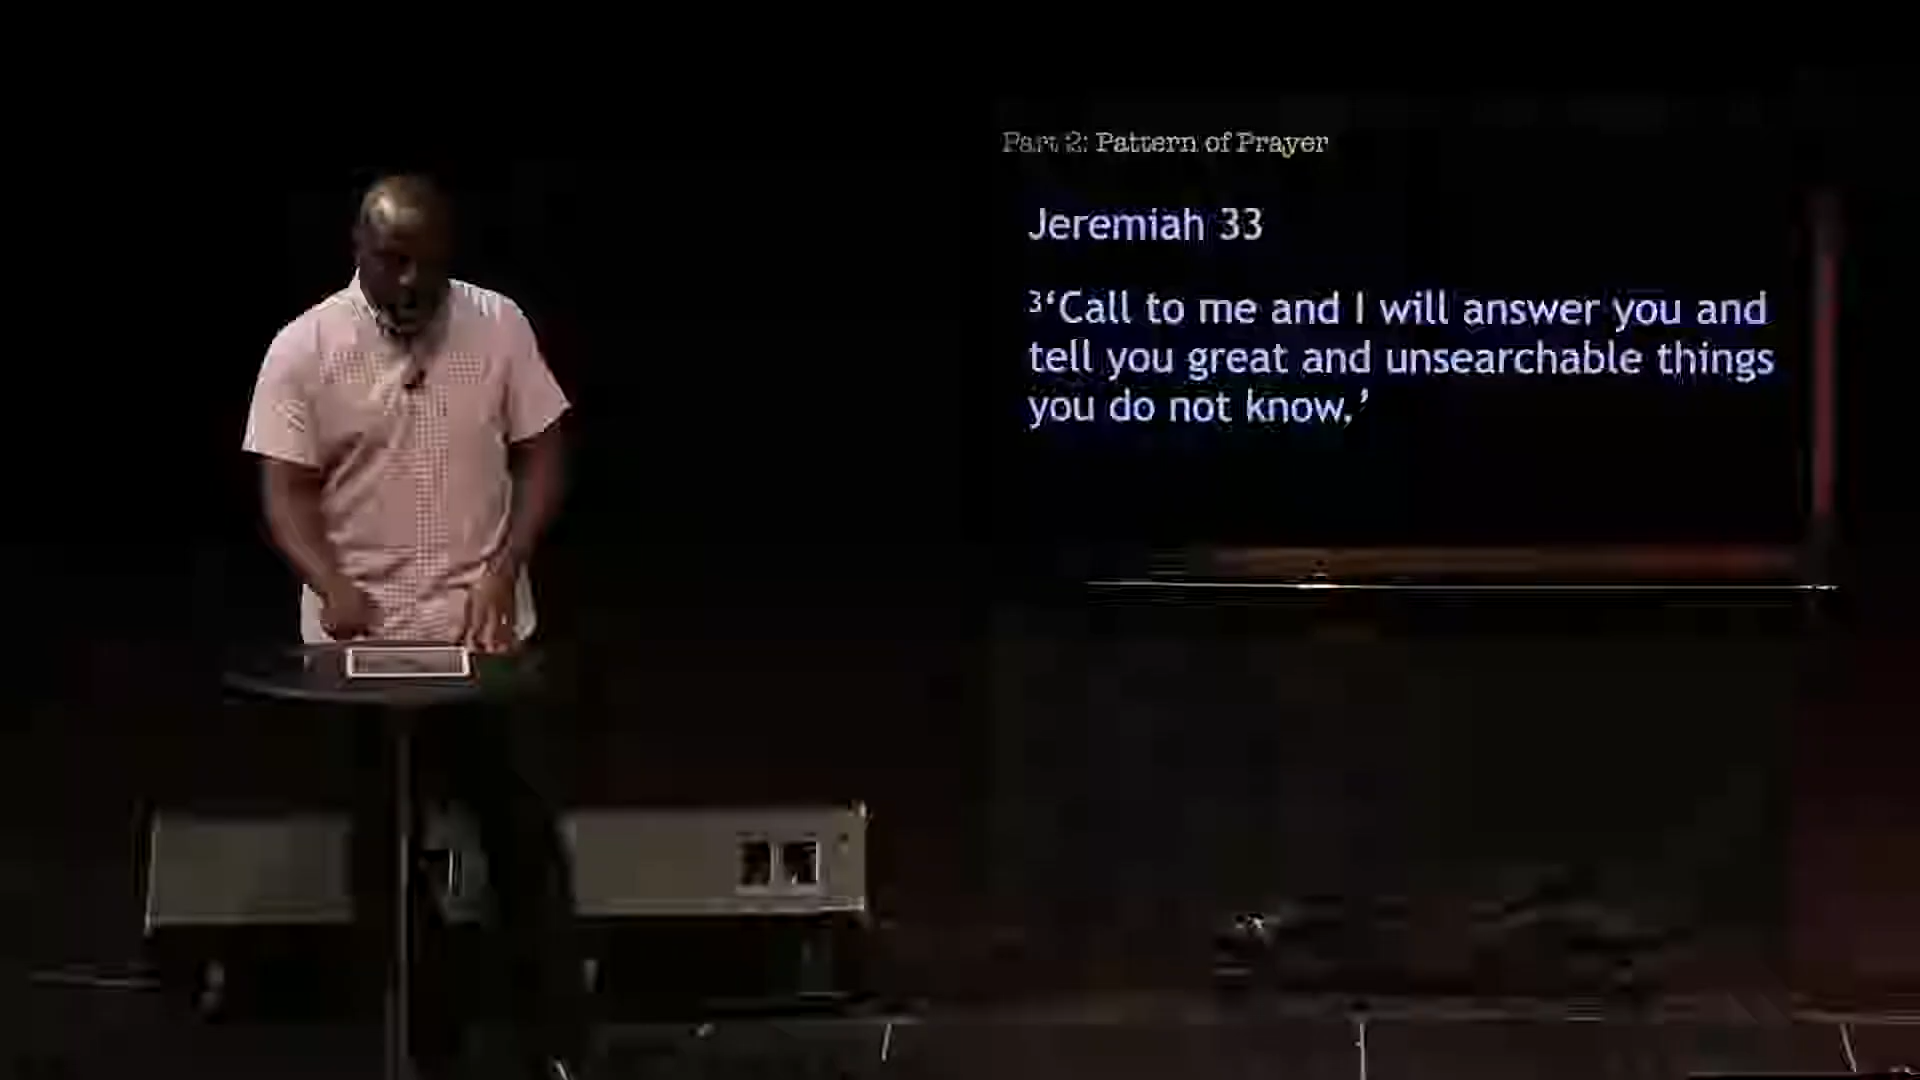 Part 2: Pattern of Prayer
Jeremiah 33
³‘Call to me and I will answer you and
tell you great and unsearchable things
you do not know.’